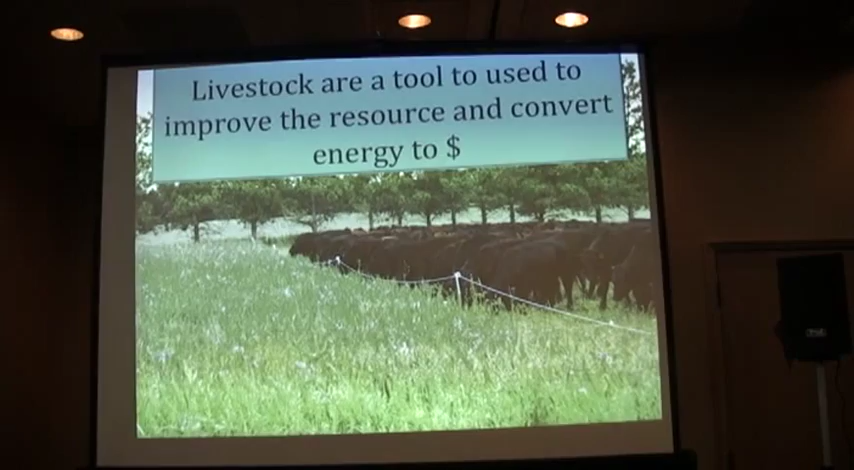 Livestock are a tool to used to
improve the resource and convert
energy to $